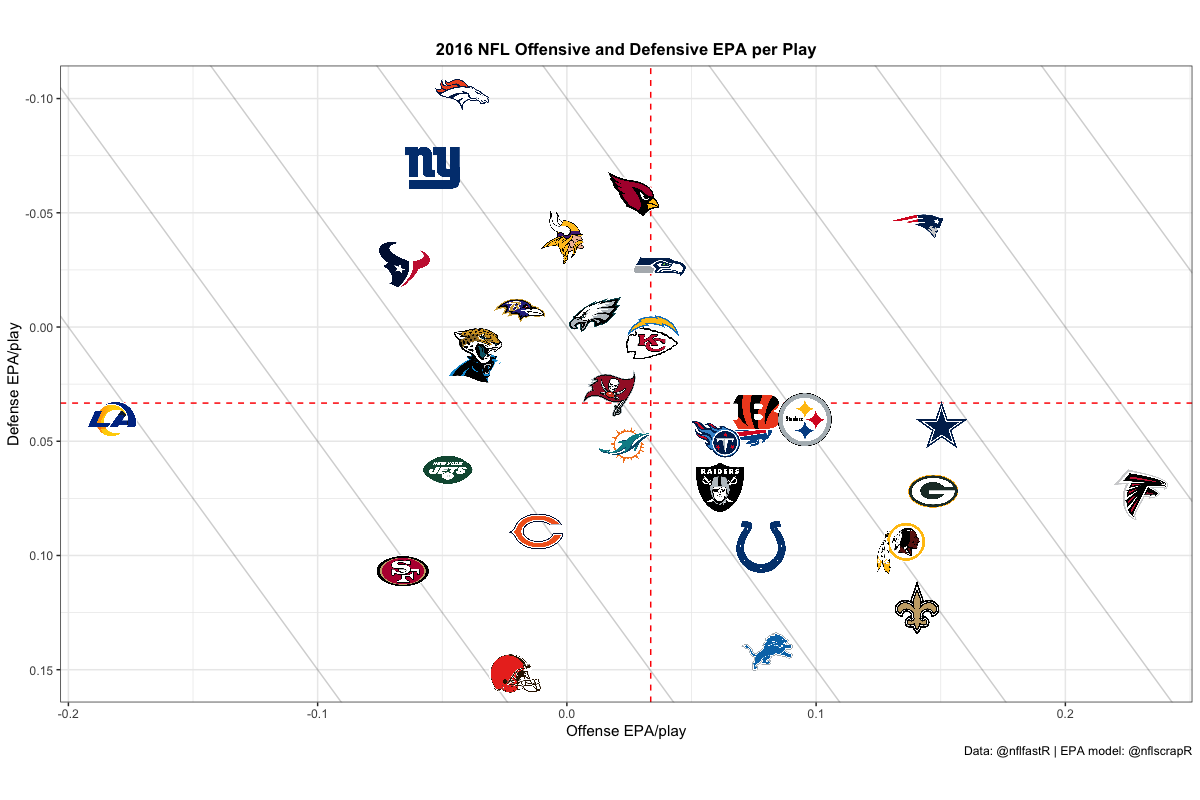 2016 NFL Offensive and Defensive EPA per Play
-0.10
-0.05
0.00
0.05
0.10
0.15
Defense EPA/play
ny
KC
LA
B
Steelers
T
NEW YORK
JETS
RAIDERS
G
C
SF
-0.2
-0.1
0.0
0.1
0.2
Offense EPA/play
Data: @nflfastR | EPA model: @nflscrapR